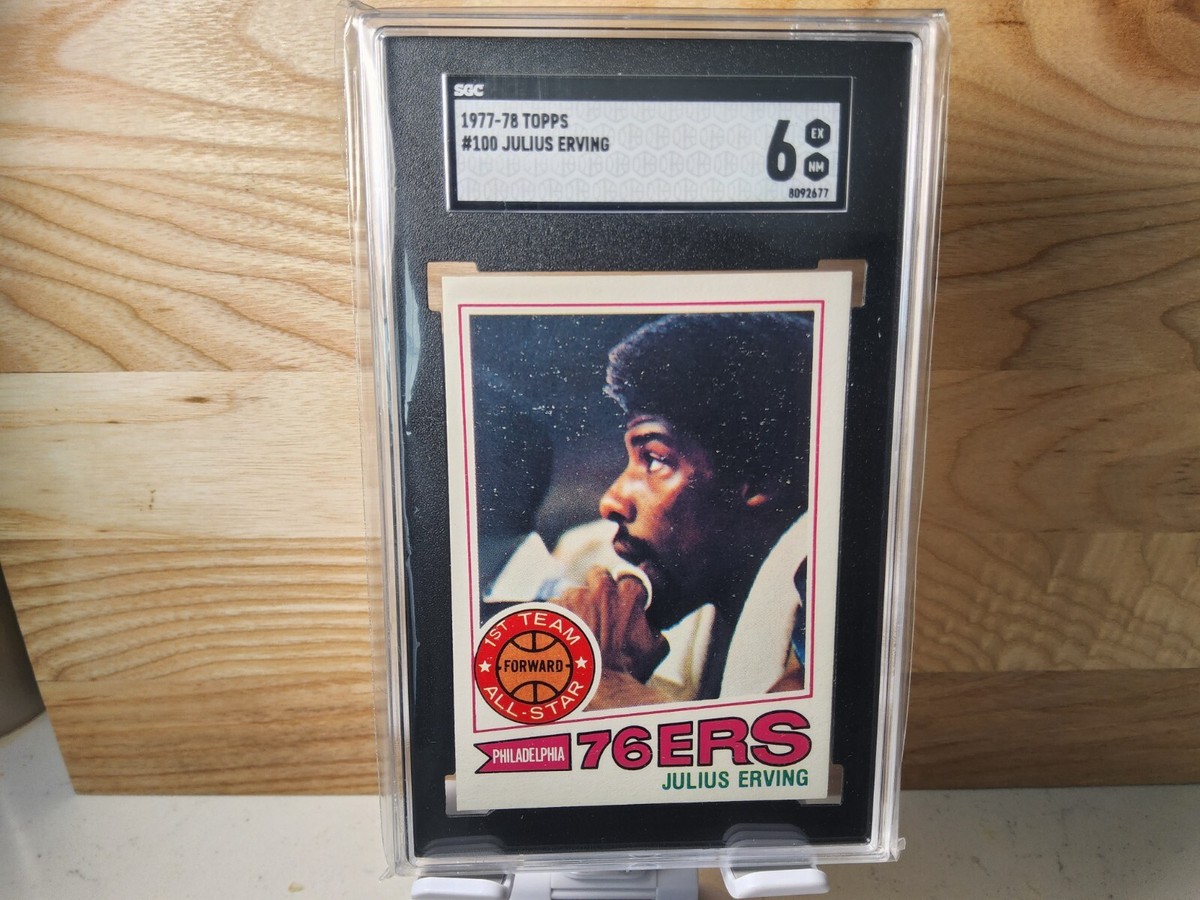 SGC
1977-78 TOPPS
#100 JULIUS ERVING
6
EX
NM
8092677
1ST TEAM
FORWARD
ALL-STAR
PHILADELPHIA
76ERS
JULIUS ERVING